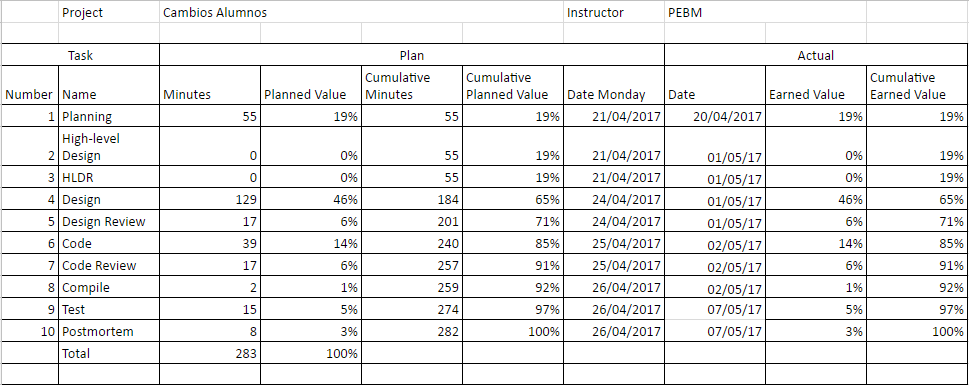 Project Cambios Alumnos Instructor PEBM
Task Plan Actual
Number Name Minutes Planned Value Cumulative Minutes Cumulative Planned Value Date Monday Date Earned Value Cumulative Earned Value
1 Planning 55 19% 55 19% 21/04/2017 20/04/2017 19% 19%
2 High-level Design 0 0% 55 19% 21/04/2017 01/05/17 0% 19%
3 HLDR 0 0% 55 19% 21/04/2017 01/05/17 0% 19%
4 Design 129 46% 184 65% 24/04/2017 01/05/17 46% 65%
5 Design Review 17 6% 201 71% 24/04/2017 01/05/17 6% 71%
6 Code 39 14% 240 85% 25/04/2017 02/05/17 14% 85%
7 Code Review 17 6% 257 91% 25/04/2017 02/05/17 6% 91%
8 Compile 2 1% 259 92% 26/04/2017 02/05/17 1% 92%
9 Test 15 5% 274 97% 26/04/2017 07/05/17 5% 97%
10 Postmortem 8 3% 282 100% 26/04/2017 07/05/17 3% 100%
Total 283 100%